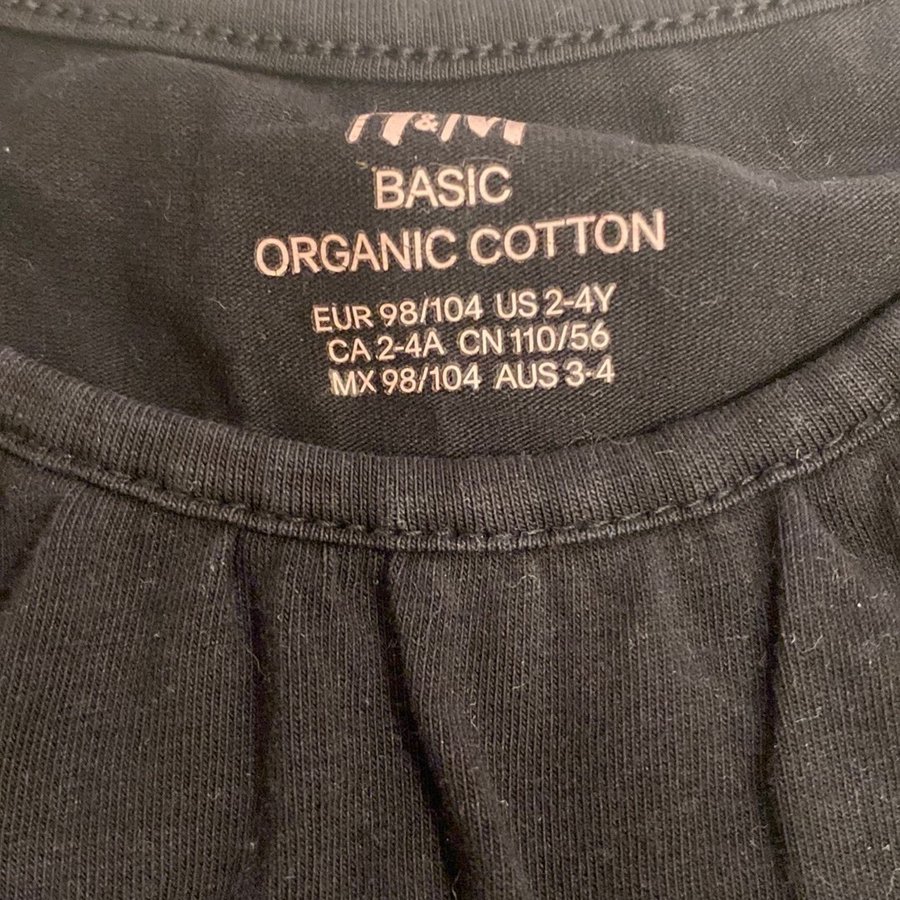 H&M
BASIC
ORGANIC COTTON
EUR 98/104 US 2-4Y
CA 2-4A CN 110/56
MX 98/104 AUS 3-4